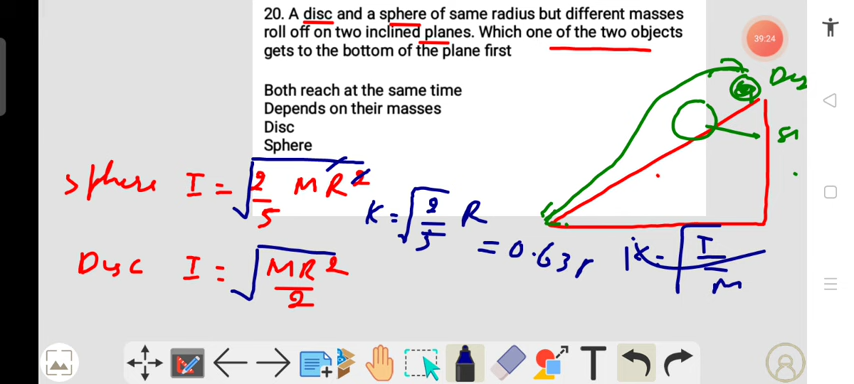 20. A disc and a sphere of same radius but different masses
roll off on two inclined planes. Which one of the two objects
gets to the bottom of the plane first
39:24
Both reach at the same time
Depends on their masses
Disc
Sphere
Sphere I = √2/5 MR²
K = √2/5 R
= 0.63r
K = √I/M
Disc I = √MR²/2
T